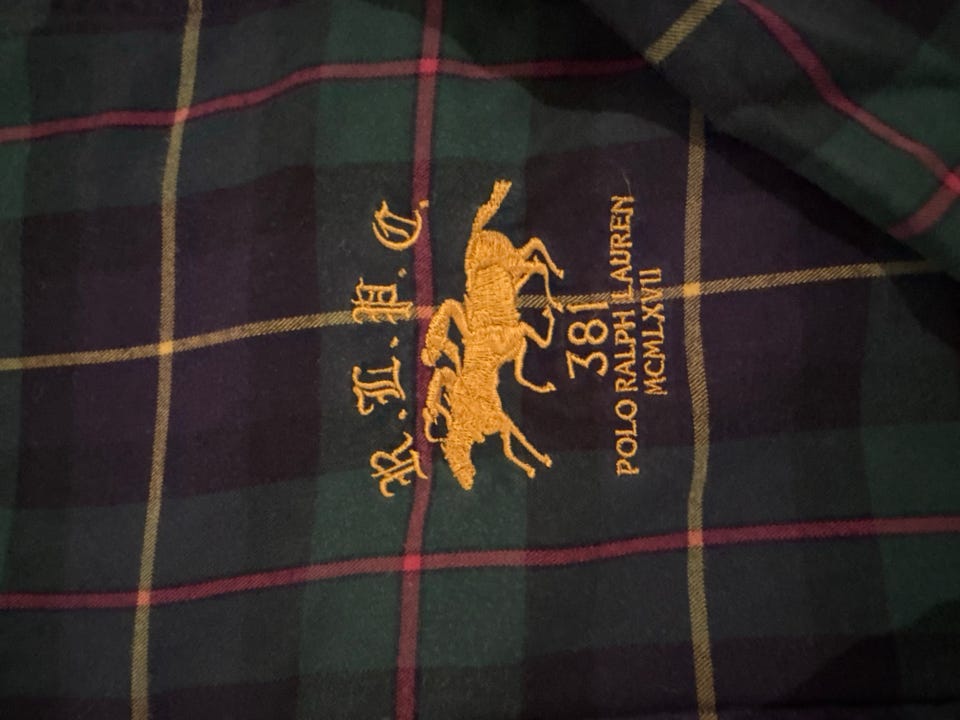 R.L.P.C.
381
POLO RALPH LAUREN
MCMLXVII